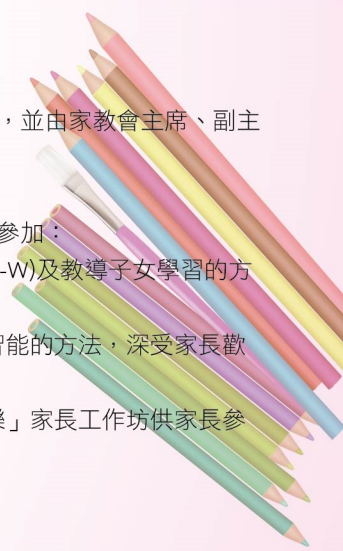 ，並由家教會主席、副主
參加：
-W)及教導子女學習的方
智能的方法，深受家長歡
」家長工作坊供家長參